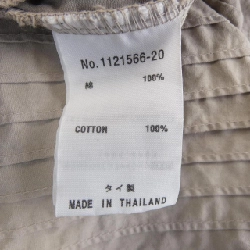 No.1121566-20
綿 100%
COTTON 100%
タイ製
MADE IN THAILAND